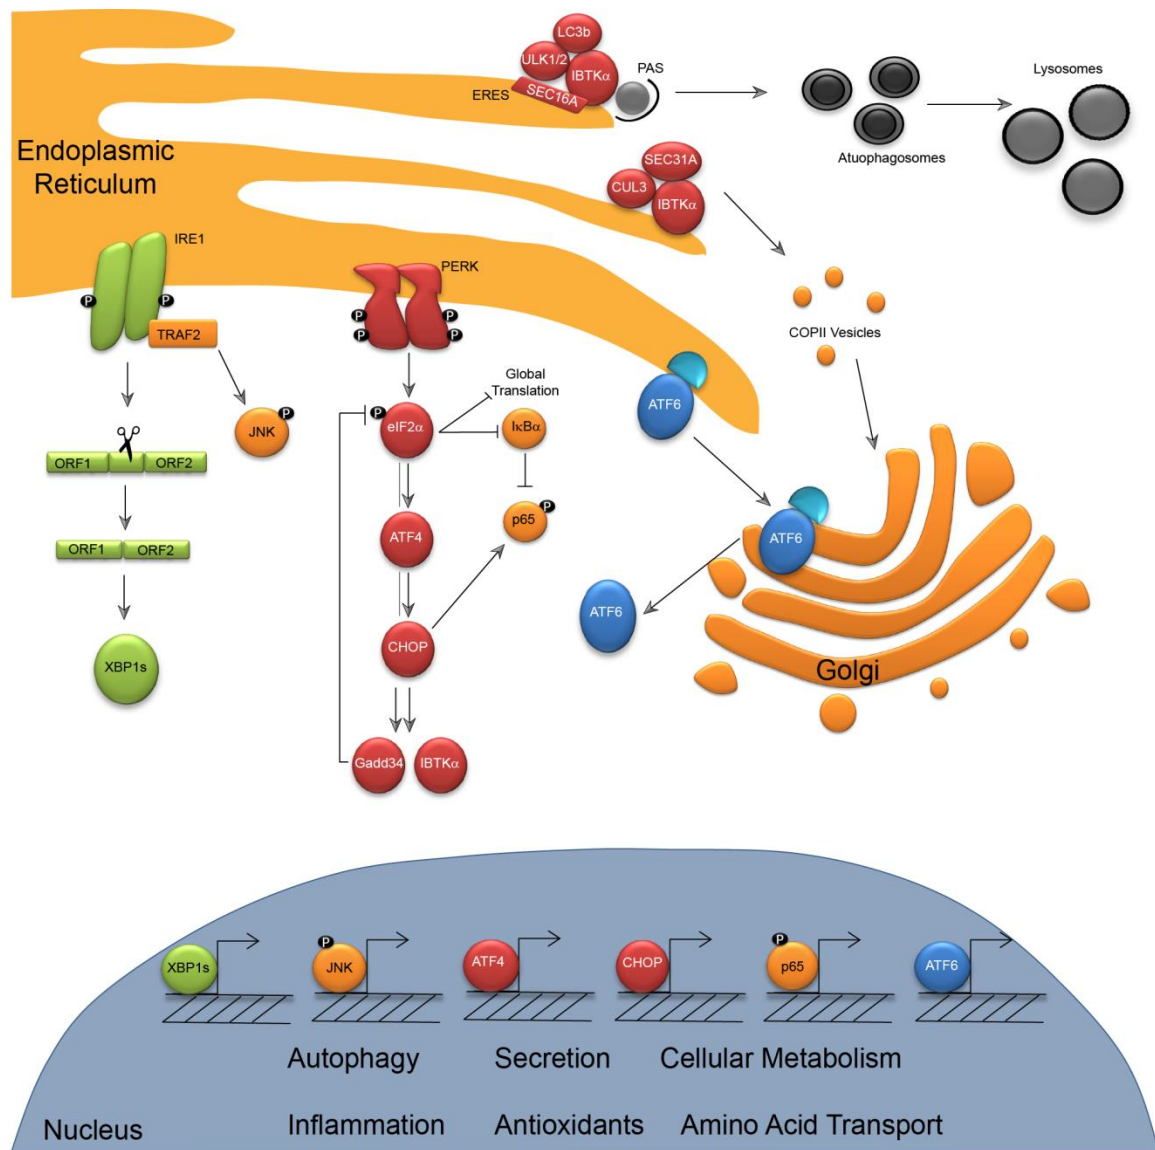 LC3b
ULK1/2
IBTKα
SEC16A
ERES
PAS
Lysosomes
Atuophagosomes
Endoplasmic
Reticulum
SEC31A
CUL3
IBTKα
IRE1
P
P
TRAF2
PERK
P
P
P
P
COPII Vesicles
JNK
P
Global
Translation
P
eIF2α
IκBα
ATF6
ORF1
ORF2
ATF4
p65
P
ATF6
ORF1
ORF2
ATF6
CHOP
XBP1s
Golgi
Gadd34
IBTKα
XBP1s
P
JNK
ATF4
CHOP
P
p65
ATF6
Autophagy
Secretion
Cellular Metabolism
Inflammation
Antioxidants
Amino Acid Transport
Nucleus